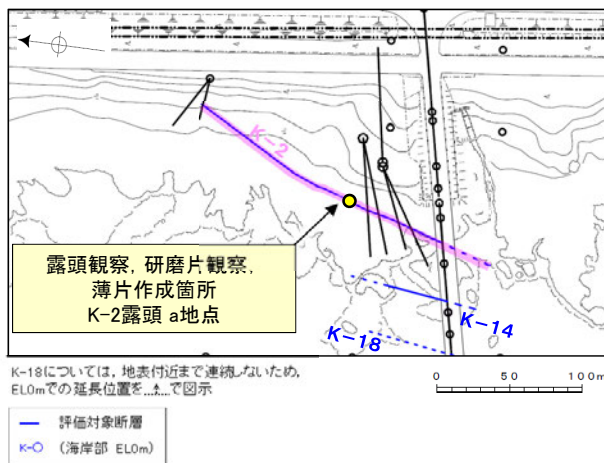 K-2
露頭観察，研磨片観察，
薄片作成箇所
K-2露頭 a地点
K-14
K-18
K-18については，地表付近まで連続しないため，
EL0mでの延長位置を...で図示
0 50 100m
評価対象断層
K-○ (海岸部 EL0m)